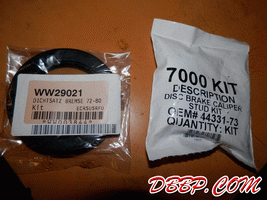 WW29021
DICHTSATZ BREMSE 72-80
Kit
7000 KIT
DESCRIPTION
DISC BRAKE CALIPER
STUD KIT
OEM# 44331-73
QUANTITY: KIT
DBBP.COM